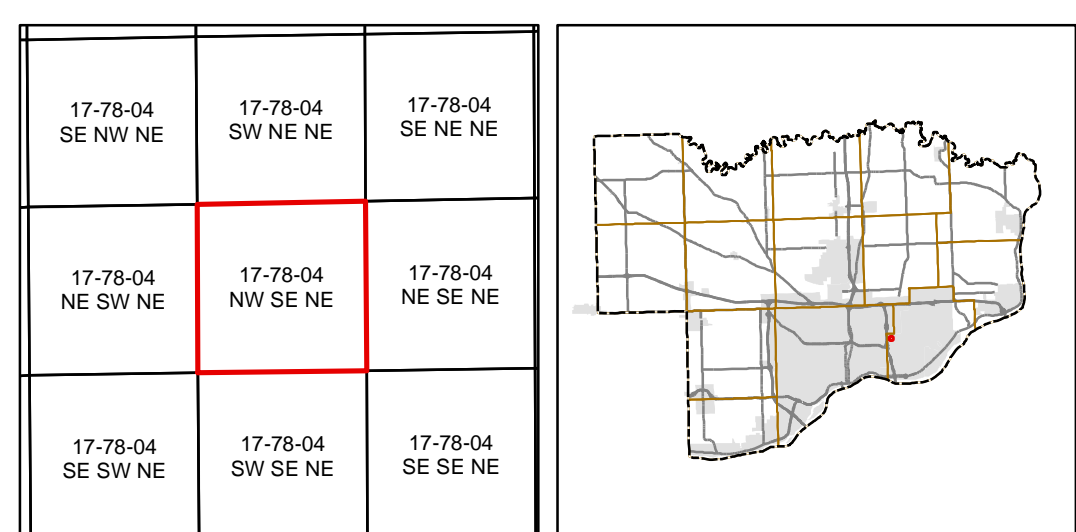 17-78-04
SE NW NE
17-78-04
SW NE NE
17-78-04
SE NE NE
17-78-04
NE SW NE
17-78-04
NW SE NE
17-78-04
NE SE NE
17-78-04
SE SW NE
17-78-04
SW SE NE
17-78-04
SE SE NE